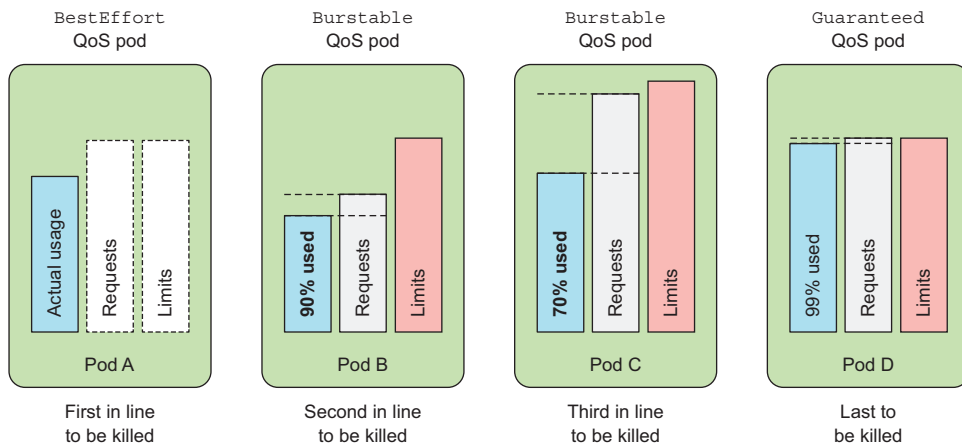 BestEffort
QoS pod
Actual usage
Requests
Limits
Pod A
First in line
to be killed
Burstable
QoS pod
90% used
Requests
Limits
Pod B
Second in line
to be killed
Burstable
QoS pod
70% used
Requests
Limits
Pod C
Third in line
to be killed
Guaranteed
QoS pod
99% used
Requests
Limits
Pod D
Last to
be killed